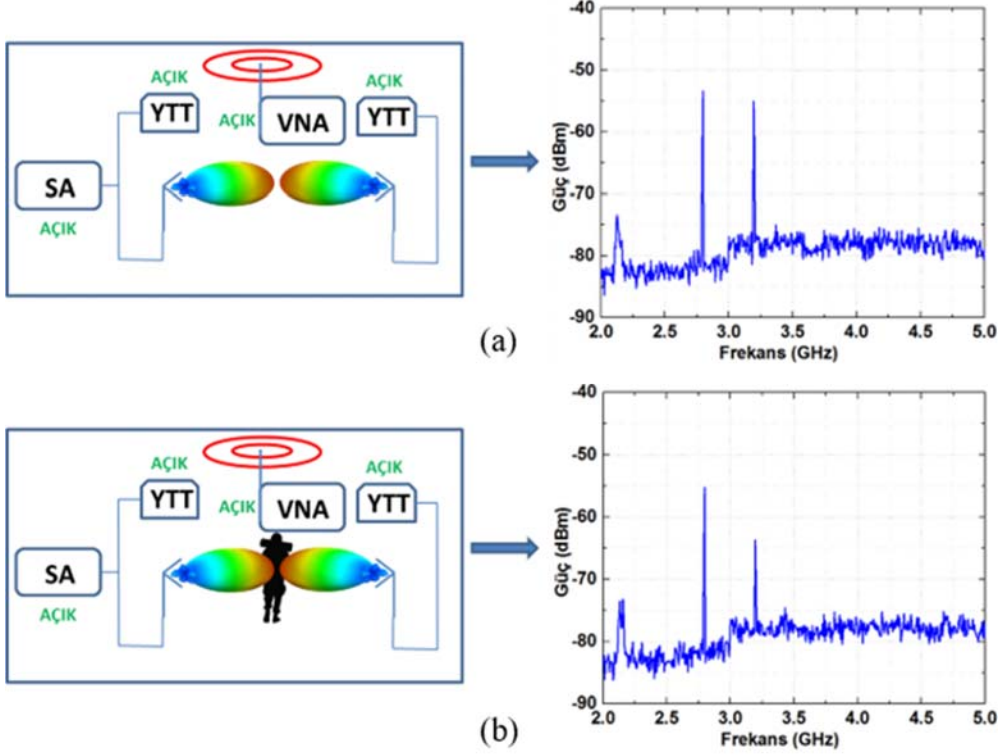 AÇIK
YTT
AÇIK
VNA
AÇIK
YTT
SA
AÇIK
-40
-50
-60
-70
-80
-90
Güç (dBm)
2.0 2.5 3.0 3.5 4.0 4.5 5.0
Frekans (GHz)
(a)
AÇIK
YTT
AÇIK
VNA
AÇIK
YTT
SA
AÇIK
-40
-50
-60
-70
-80
-90
Güç (dBm)
2.0 2.5 3.0 3.5 4.0 4.5 5.0
Frekans (GHz)
(b)